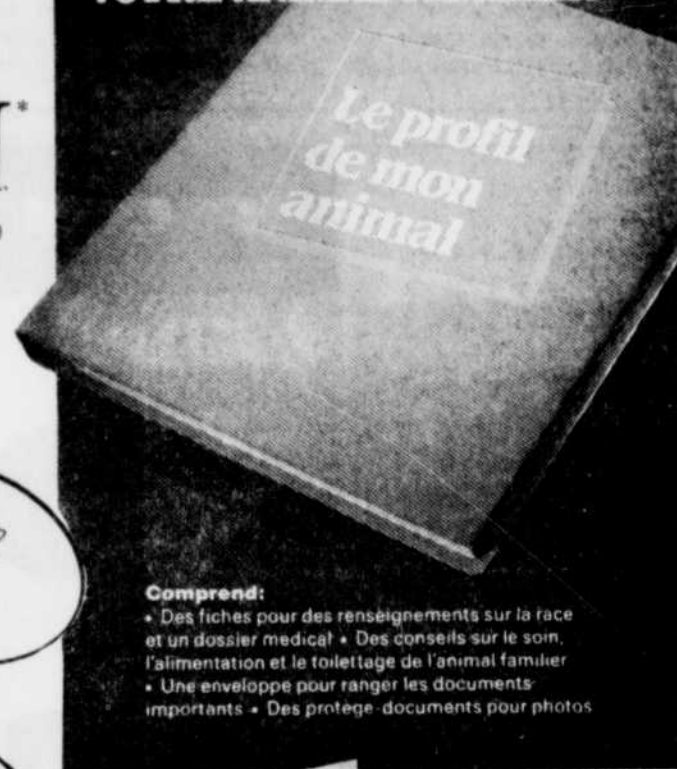 Le profil
de mon
animal
Comprend:
• Des fiches pour des renseignements sur la race
et un dossier medical • Des conseils sur le soin,
l'alimentation et le toilettage de l'animal familier
• Une enveloppe pour ranger les documents
importants • Des protège-documents pour photos